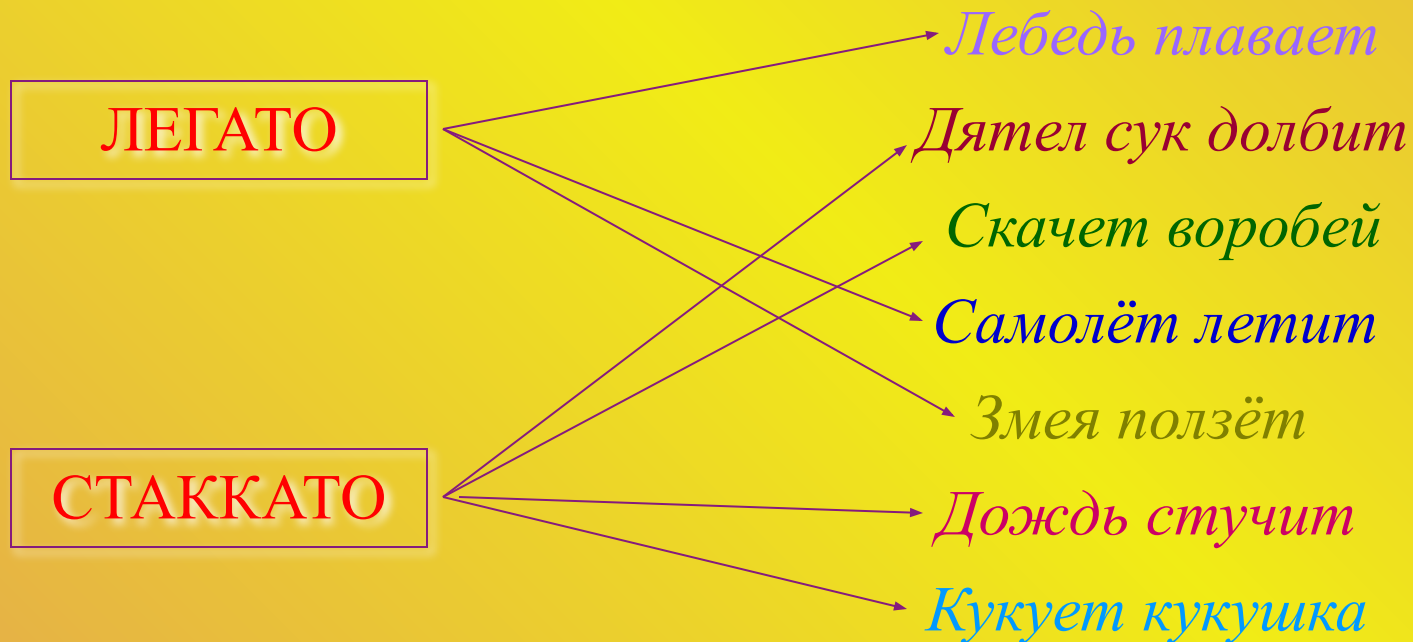 ЛЕГАТО
СТАККАТО
Лебедь плавает
Дятел сук долбит
Скачет воробей
Самолёт летит
Змея ползёт
Дождь стучит
Кукует кукушка